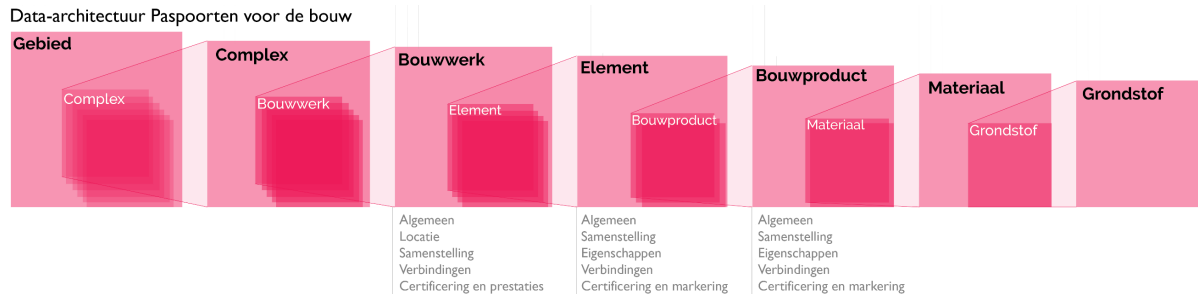 Data-architectuur Paspoorten voor de bouw
Gebied
Complex
Complex
Bouwwerk
Bouwwerk
Element
Element
Bouwproduct
Bouwproduct
Materiaal
Materiaal
Grondstof
Grondstof
Algemeen
Locatie
Samenstelling
Verbindingen
Certificering en prestaties
Algemeen
Samenstelling
Eigenschappen
Verbindingen
Certificering en markering
Algemeen
Samenstelling
Eigenschappen
Verbindingen
Certificering en markering